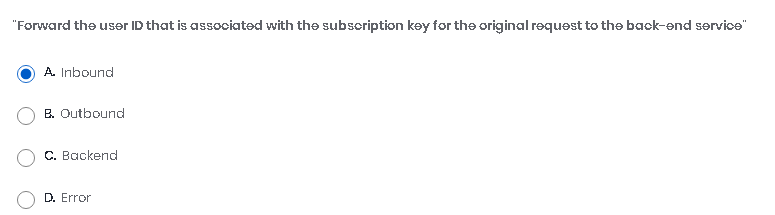 "Forward the user ID that is associated with the subscription key for the original request to the back-end service"
A. Inbound
B. Outbound
C. Backend
D. Error